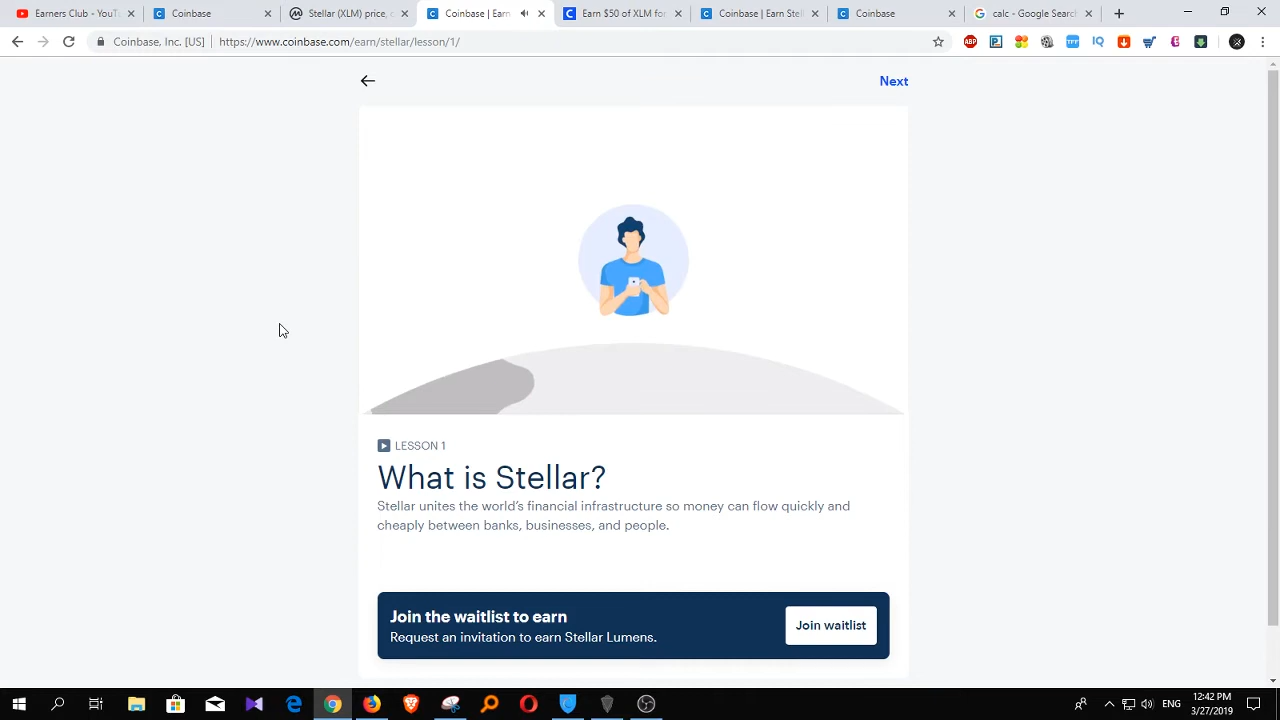 Earners Club - YouTu
Coinbase
Stellar (XLM) price, c
Coinbase | Earn
Earn $50 of XLM for
Coinbase | Earn Stell
Coinbase
calc - Google Search
Coinbase, Inc. [US]
https://www.coinbase.com/earn/stellar/lesson/1/
ABP
IQ
Next
LESSON 1
What is Stellar?
Stellar unites the world's financial infrastructure so money can flow quickly and
cheaply between banks, businesses, and people.
Join the waitlist to earn
Request an invitation to earn Stellar Lumens.
Join waitlist
ENG
12:42 PM
3/27/2019